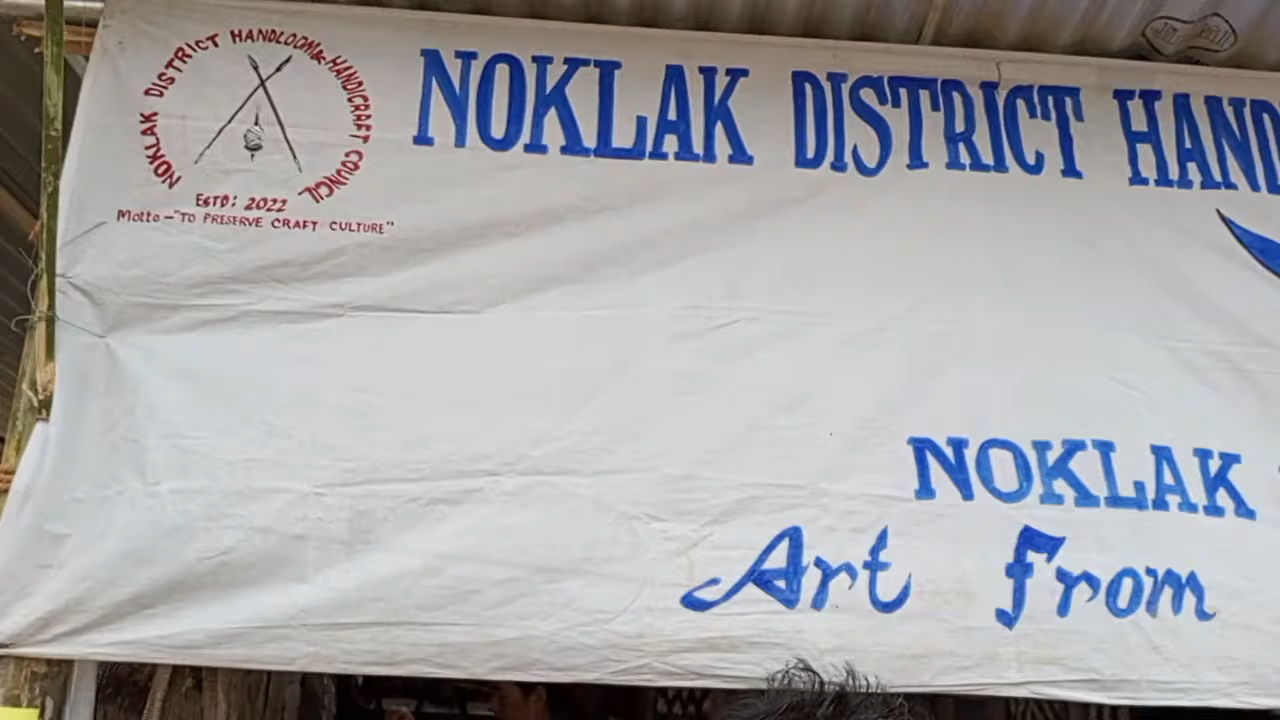 NOKLAK DISTRICT HANDLOOM & HANDICRAFT COUNCIL
ESTD: 2022
Motto - "TO PRESERVE CRAFT CULTURE"
NOKLAK DISTRICT HAND
NOKLAK
Art From